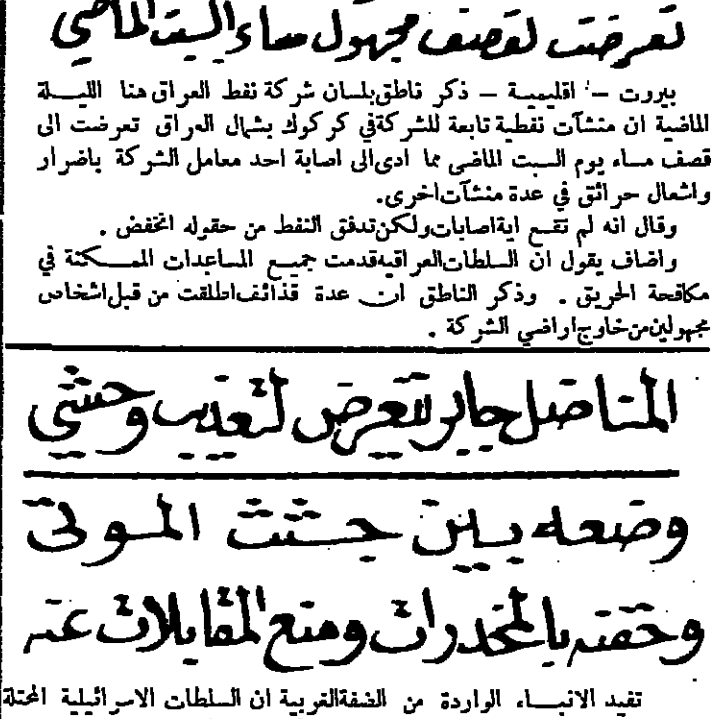 تعرضت لقصف مجهول مساء السبت الماضي
بيروت – اقليمية – ذكر ناطق بلسان شركة نفط العراق هنا الليلة
الماضية ان منشآت نفطية تابعة للشركة في كركوك بشمال العراق تعرضت الى
قصف مساء يوم السبت الماضي مما ادى الى اصابة احد معامل الشركة باضرار
واشعال حرائق في عدة منشآت اخرى.
وقال انه لم تقع اية اصابات ولكن تدفق النفط من حقوله انخفض .
واضاف يقول ان السلطات العراقية قدمت جميع المساعدات الممكنة في
مكافحة الحريق . وذكر الناطق ان عدة قذائف اطلقت من قبل اشخاص
مجهولين من خارج اراضي الشركة .
المناضل جابر تعرض لتعذيب وحشي
وضعه بين جثث الموتى
وحقنه بالمخدرات ومنع المقابلات عنه
تفيد الانبـاء الواردة من الضفة الغربية ان السلطات الاسرائيلية المحتلة